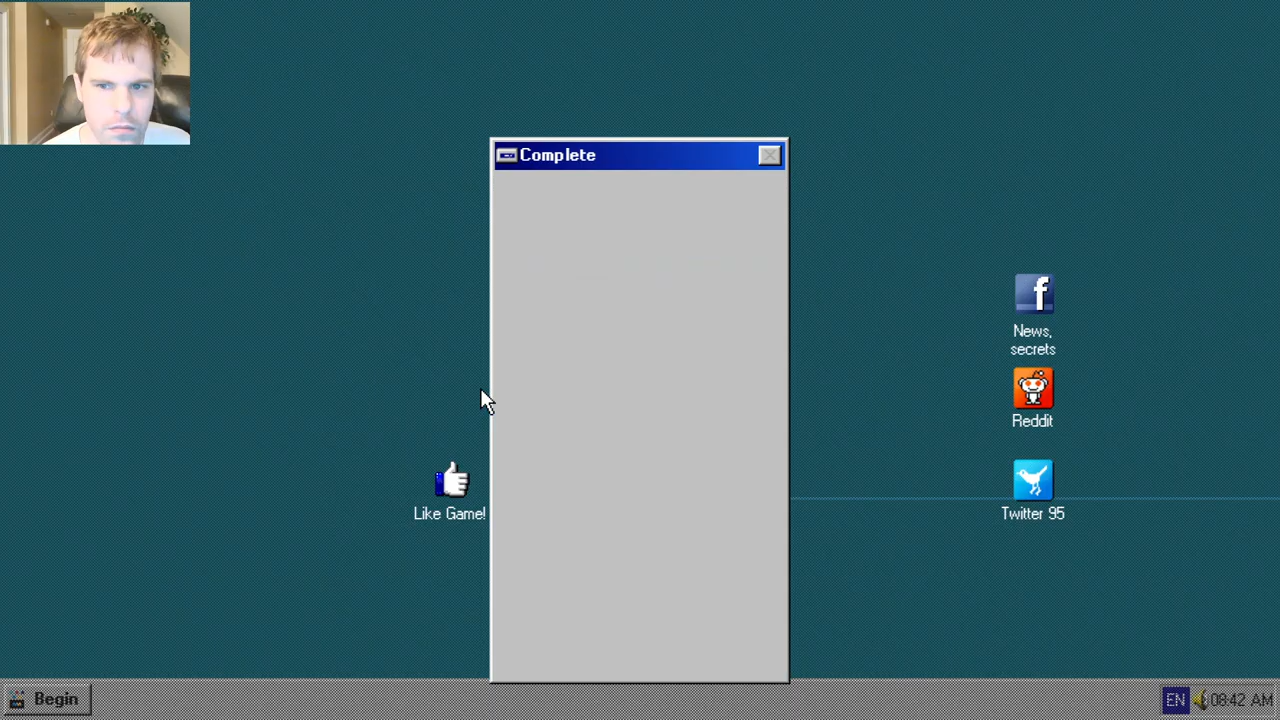 Complete
News,
secrets
Reddit
Like Game!
Twitter 95
Begin
EN
08:42 AM